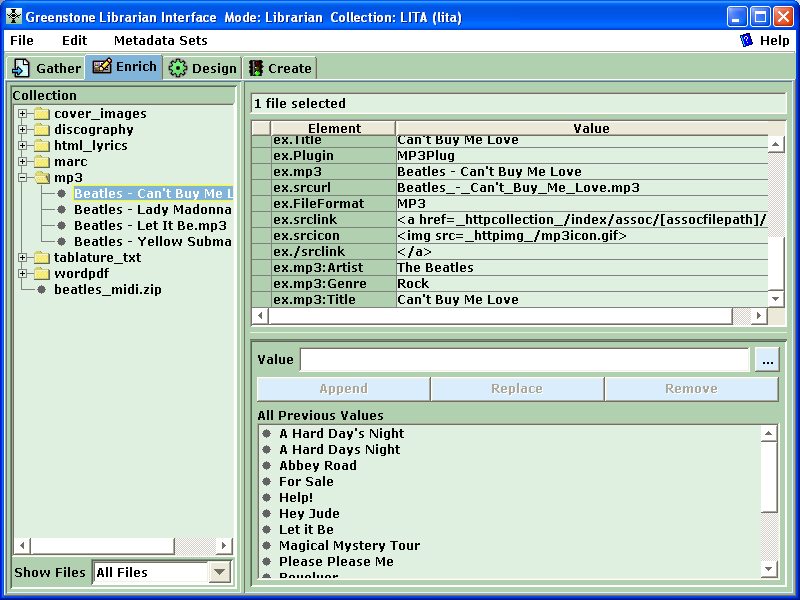 Greenstone Librarian Interface  Mode: Librarian  Collection: LITA (lita)
File Edit Metadata Sets Help
Gather Enrich Design Create
Collection
cover_images
discography
html_lyrics
marc
mp3
Beatles - Can't Buy Me L
Beatles - Lady Madonna
Beatles - Let It Be.mp3
Beatles - Yellow Subma
tablature_txt
wordpdf
beatles_midi.zip
Show Files All Files
1 file selected
Element Value
ex.Title Can't Buy Me Love
ex.Plugin MP3Plug
ex.mp3 Beatles - Can't Buy Me Love
ex.srcurl Beatles_-_Can't_Buy_Me_Love.mp3
ex.FileFormat MP3
ex.srclink <a href=_httpcollection_/index/assoc/[assocfilepath]/
ex.srcicon <img src=_httpimg_/mp3icon.gif>
ex./srclink </a>
ex.mp3:Artist The Beatles
ex.mp3:Genre Rock
ex.mp3:Title Can't Buy Me Love
Value ...
Append Replace Remove
All Previous Values
A Hard Day's Night
A Hard Days Night
Abbey Road
For Sale
Help!
Hey Jude
Let it Be
Magical Mystery Tour
Please Please Me